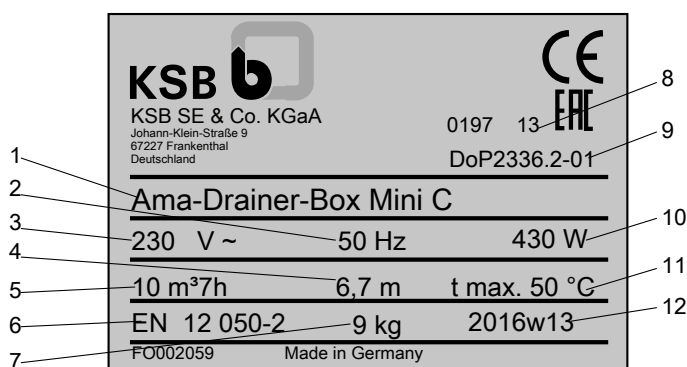 KSB b
KSB SE & Co. KGaA
Johann-Klein-Straße 9
67227 Frankenthal
Deutschland
CE
EAC
0197 13
DoP2336.2-01
Ama-Drainer-Box Mini C
230 V ~ 50 Hz 430 W
10 m³7h 6,7 m t max. 50 °C
EN 12 050-2 9 kg 2016w13
FO002059 Made in Germany
1
2
3
4
5
6
7
8
9
10
11
12